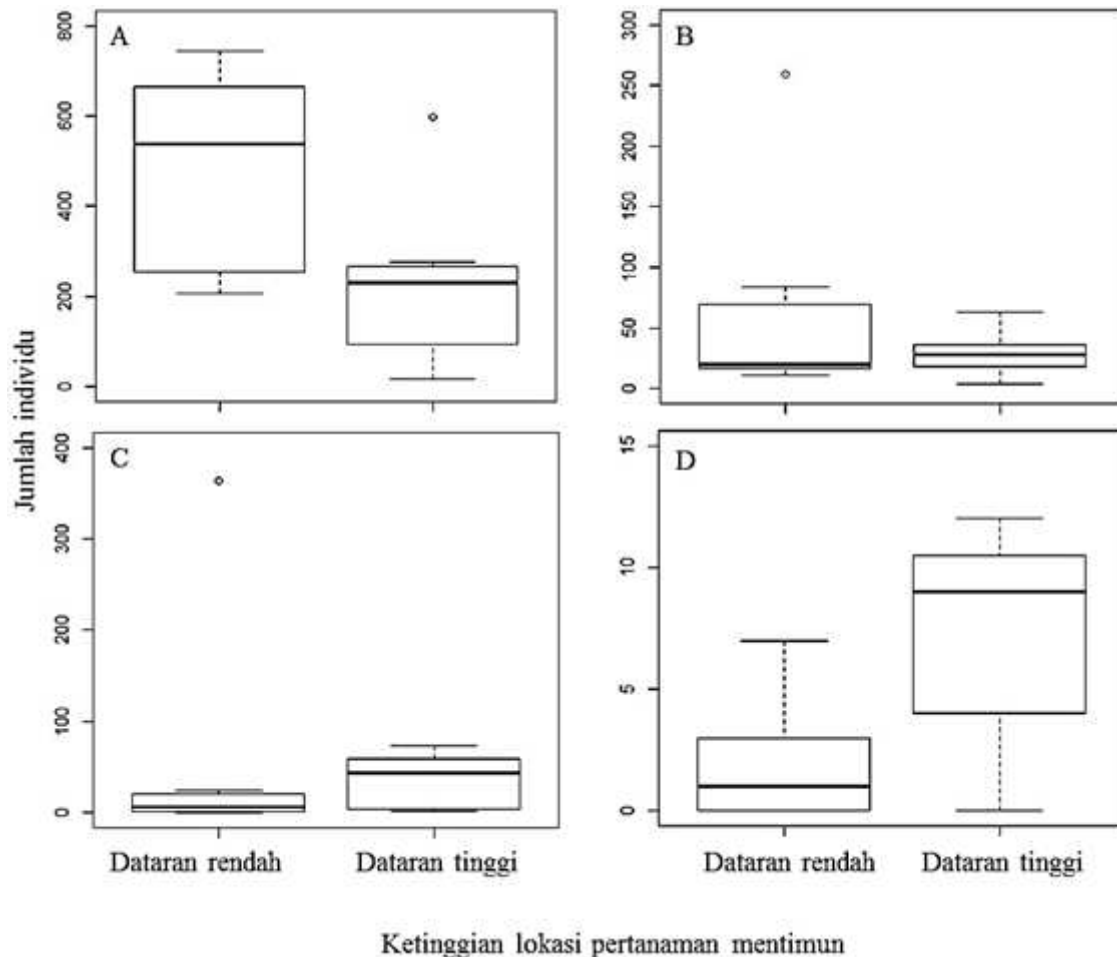 A
800
600
400
200
0
B
300
250
200
150
100
50
0
Jumlah individu
C
400
300
200
100
0
D
15
10
5
0
Dataran rendah
Dataran tinggi
Dataran rendah
Dataran tinggi
Ketinggian lokasi pertanaman mentimun